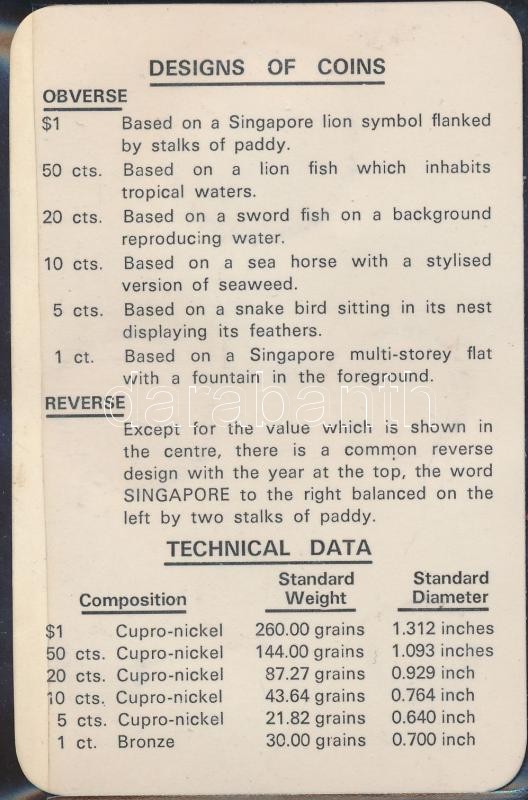 DESIGNS OF COINS
OBVERSE
$1 Based on a Singapore lion symbol flanked
by stalks of paddy.
50 cts. Based on a lion fish which inhabits
tropical waters.
20 cts. Based on a sword fish on a background
reproducing water.
10 cts. Based on a sea horse with a stylised
version of seaweed.
5 cts. Based on a snake bird sitting in its nest
displaying its feathers.
1 ct. Based on a Singapore multi-storey flat
with a fountain in the foreground.
REVERSE
darabanth
Except for the value which is shown in
the centre, there is a common reverse
design with the year at the top, the word
SINGAPORE to the right balanced on the
left by two stalks of paddy.
TECHNICAL DATA
Composition Standard Weight Standard Diameter
$1 Cupro-nickel 260.00 grains 1.312 inches
50 cts. Cupro-nickel 144.00 grains 1.093 inches
20 cts. Cupro-nickel 87.27 grains 0.929 inch
10 cts. Cupro-nickel 43.64 grains 0.764 inch
5 cts. Cupro-nickel 21.82 grains 0.640 inch
1 ct. Bronze 30.00 grains 0.700 inch